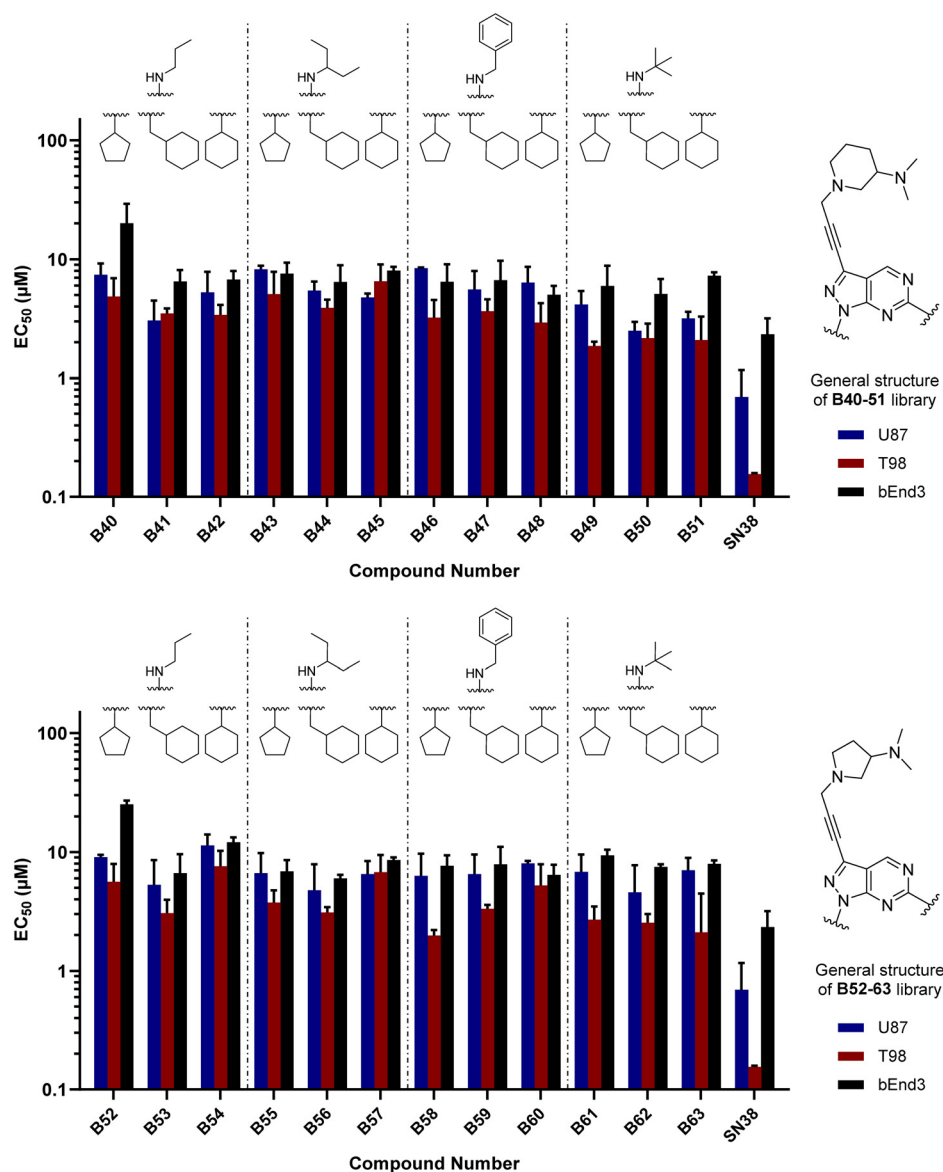 HN
HN
HN
HN
100
10
1
0.1
EC₅₀ (µM)
B40
B41
B42
B43
B44
B45
B46
B47
B48
B49
B50
B51
SN38
Compound Number
N
N
N
N
N
N
N
General structure
of B40-51 library
U87
T98
bEnd3
HN
HN
HN
HN
100
10
1
0.1
EC₅₀ (µM)
B52
B53
B54
B55
B56
B57
B58
B59
B60
B61
B62
B63
SN38
Compound Number
N
N
N
N
N
N
General structure
of B52-63 library
U87
T98
bEnd3